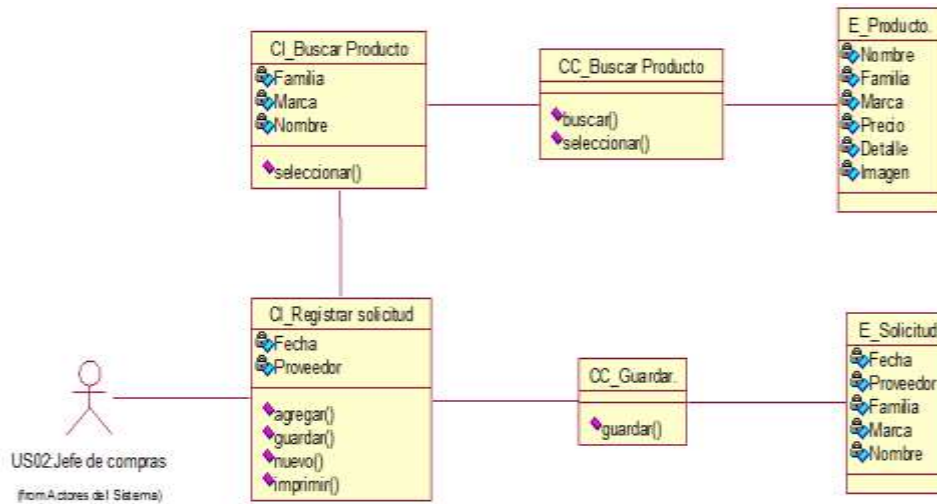 CI_Buscar Producto
Familia
Marca
Nombre
seleccionar()
CC_Buscar Producto
buscar()
seleccionar()
E_Producto.
Nombre
Familia
Marca
Precio
Detalle
Imagen
CI_Registrar solicitud
Fecha
Proveedor
agregar()
guardar()
nuevo()
imprimir()
CC_Guardar.
guardar()
E_Solicitud
Fecha
Proveedor
Familia
Marca
Nombre
US02:Jefe de compras
(from Actores del Sistema)